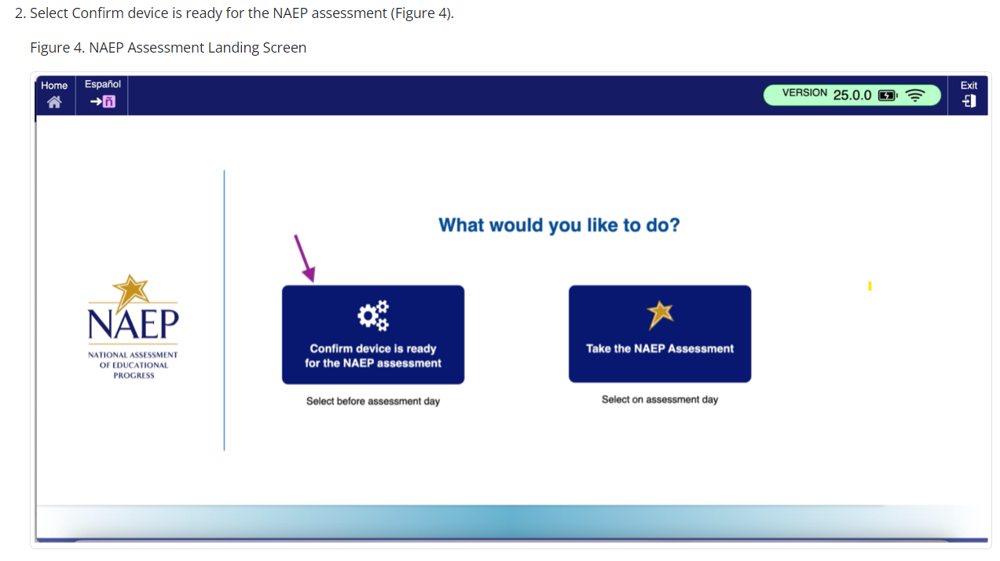 2. Select Confirm device is ready for the NAEP assessment (Figure 4).
Figure 4. NAEP Assessment Landing Screen
Home
Español
ñ
VERSION 25.0.0
Exit
What would you like to do?
NAEP
NATIONAL ASSESSMENT
OF EDUCATIONAL
PROGRESS
Confirm device is ready
for the NAEP assessment
Select before assessment day
Take the NAEP Assessment
Select on assessment day